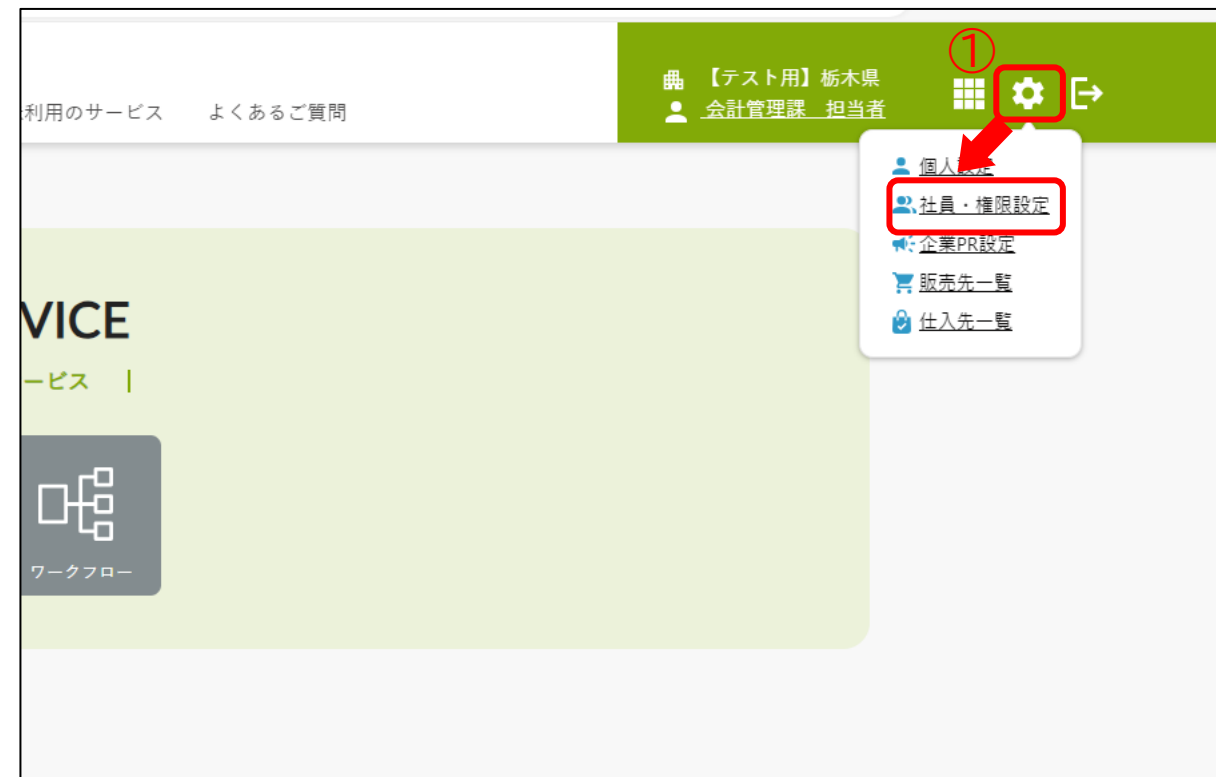 ①
【テスト用】栃木県
利用のサービス よくあるご質問
会計管理課 担当者
個人設定
社員・権限設定
企業PR設定
販売先一覧
仕入先一覧
VICE
ービス |
ワークフロー